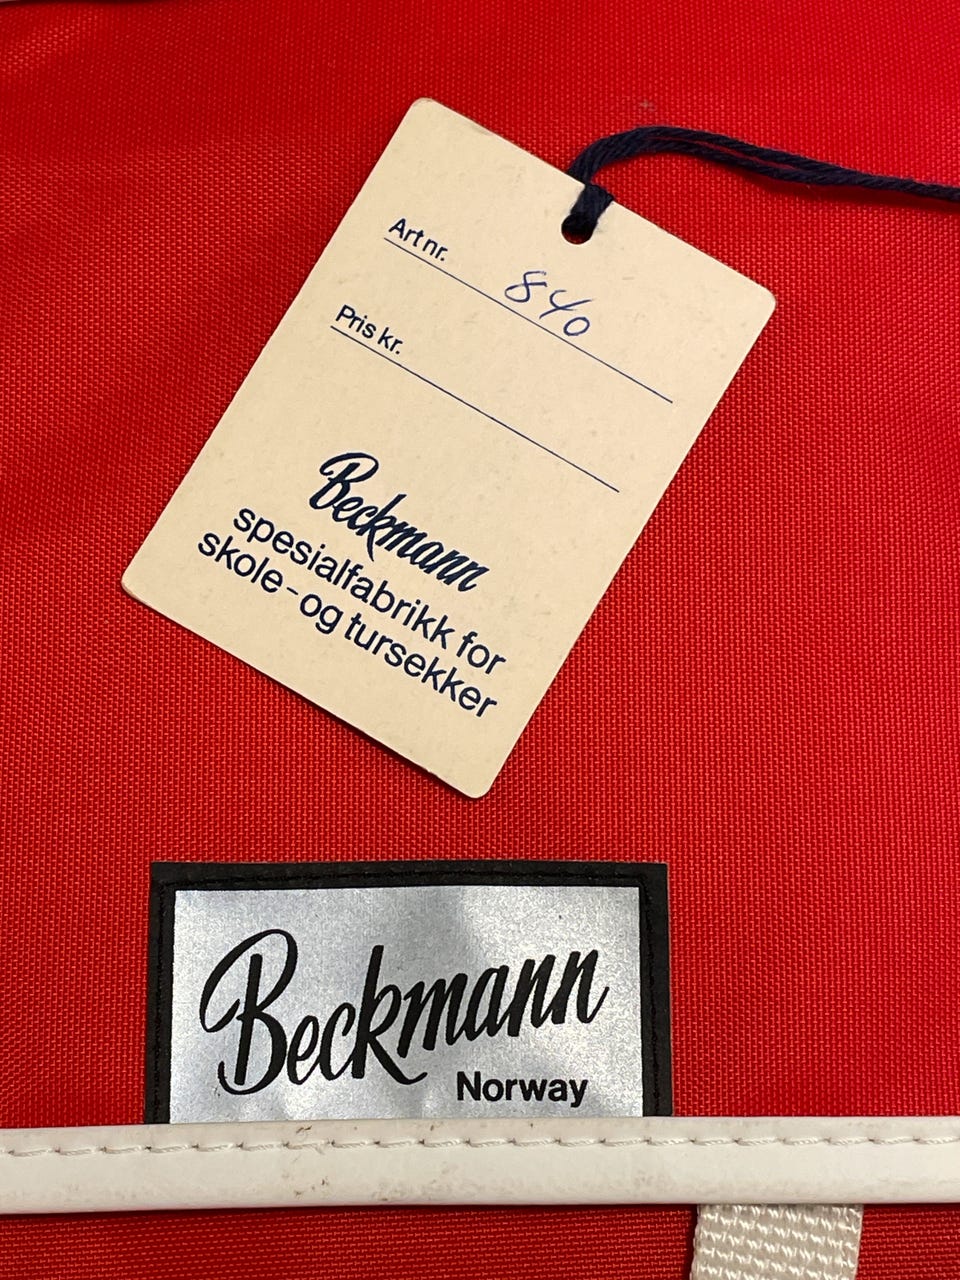 Art nr. 840
Pris kr.
Beckmann
spesialfabrikk for
skole-og tursekker
Beckmann
Norway